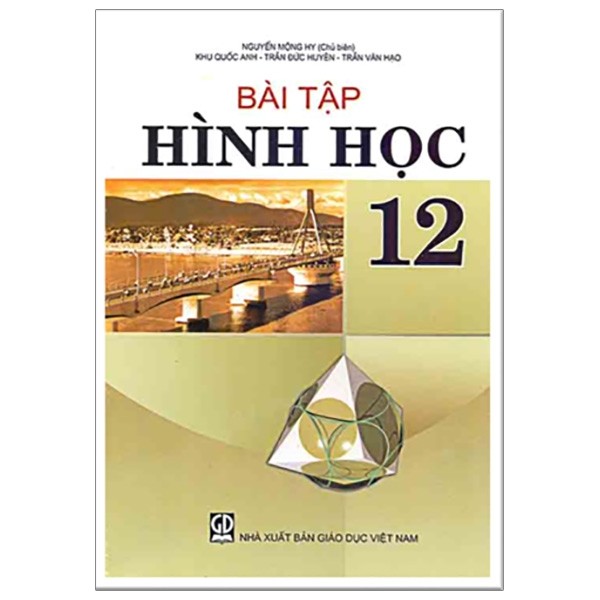 NGUYỄN MỘNG HY (Chủ biên)
KHU QUỐC ANH - TRẦN ĐỨC HUYÊN - TRẦN VĂN HẠO
BÀI TẬP
HÌNH HỌC
12
GD
NHÀ XUẤT BẢN GIÁO DỤC VIỆT NAM